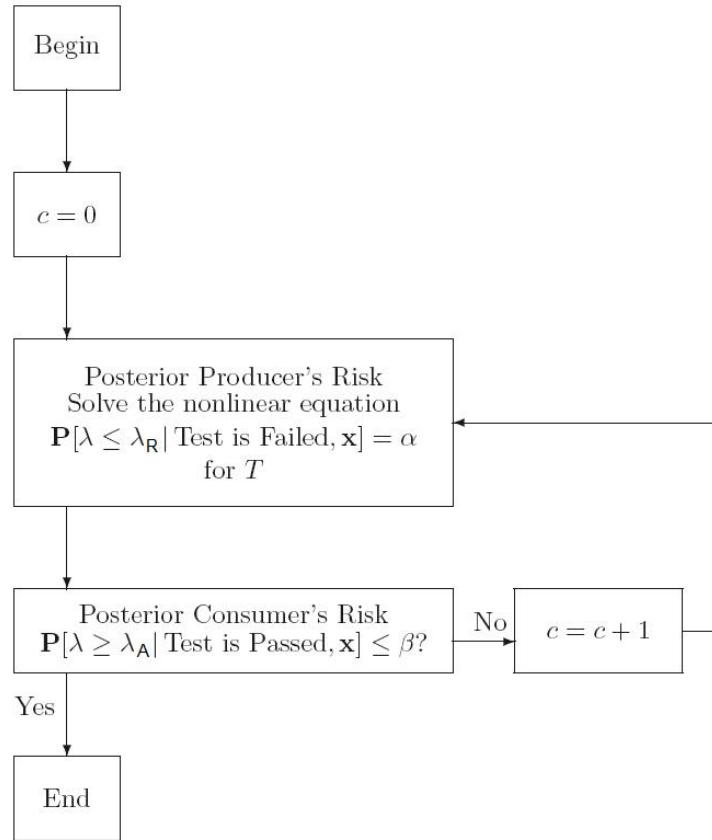 Begin
c = 0
Posterior Producer's Risk
Solve the nonlinear equation
P[λ ≤ λ_R | Test is Failed, x] = α
for T
Posterior Consumer's Risk
P[λ ≥ λ_A | Test is Passed, x] ≤ β?
No
c = c + 1
Yes
End